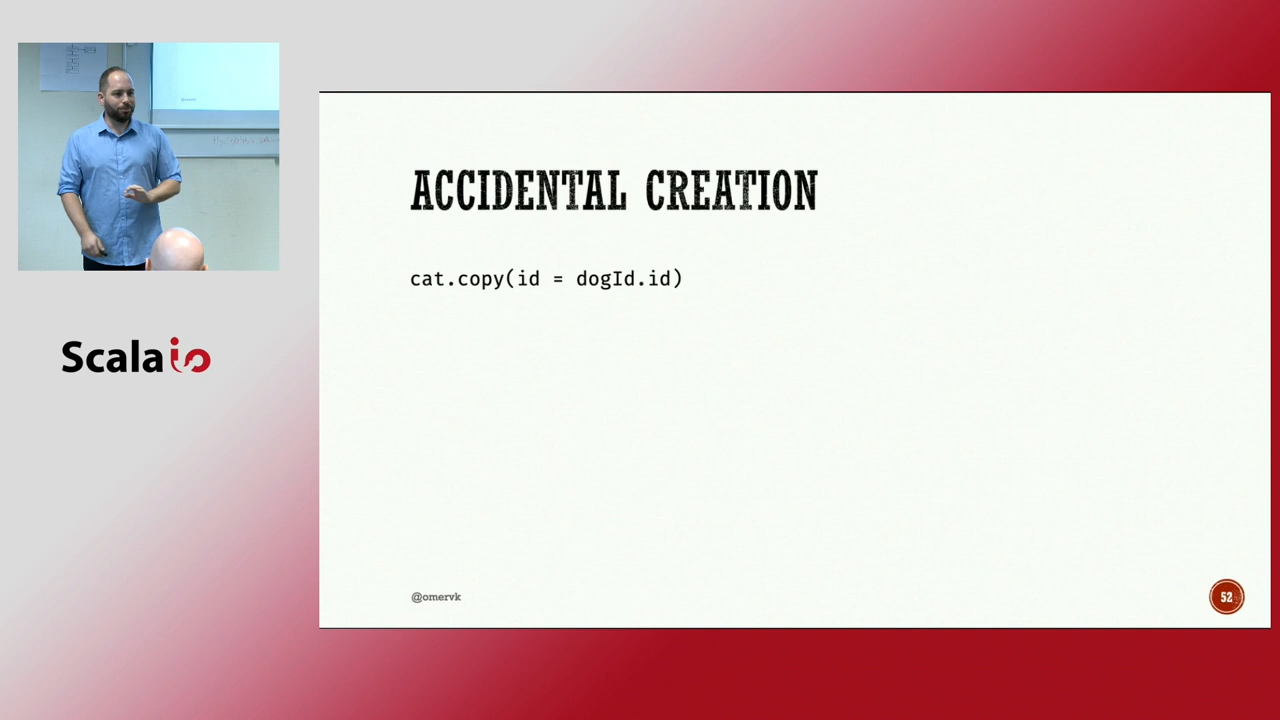 ACCIDENTAL CREATION
cat.copy(id = dogId.id)
Scala io
@omervk
52